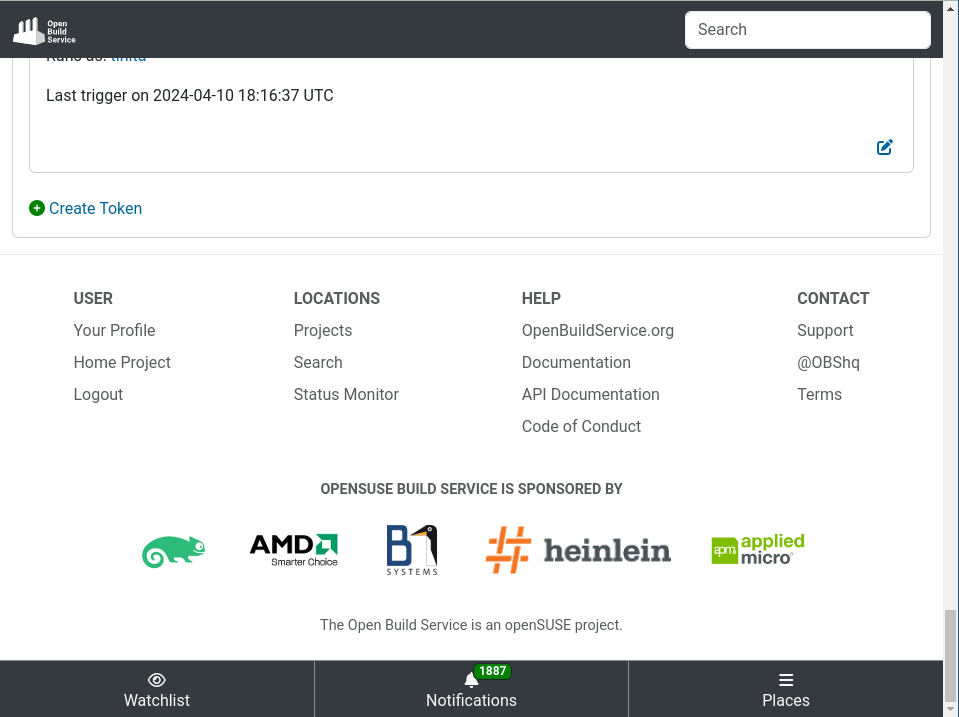 Open
Build
Service
Search
Last trigger on 2024-04-10 18:16:37 UTC
Create Token
USER
Your Profile
Home Project
Logout
LOCATIONS
Projects
Search
Status Monitor
HELP
OpenBuildService.org
Documentation
API Documentation
Code of Conduct
CONTACT
Support
@OBShq
Terms
OPENSUSE BUILD SERVICE IS SPONSORED BY
AMD
Smarter Choice
B1
SYSTEMS
heinlein
apm applied
micro
The Open Build Service is an openSUSE project.
Watchlist
1887
Notifications
Places